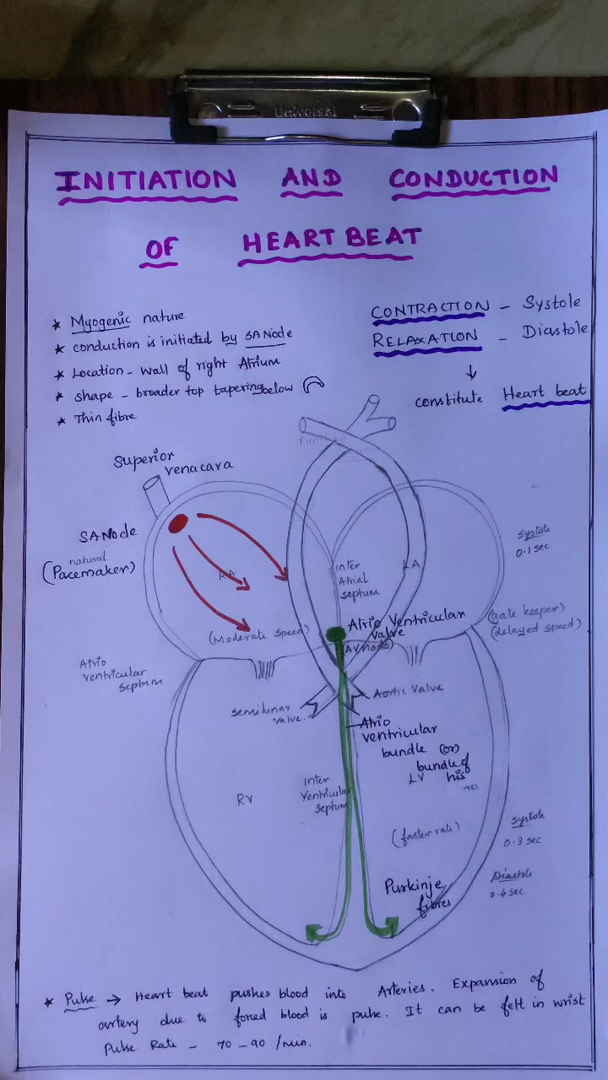 Universal
INITIATION AND CONDUCTION
OF HEART BEAT
* Myogenic nature
* conduction is initiated by SANode
* Location - Wall of right Atrium
* shape - broader top tapering below
* Thin fibre
CONTRACTION - Systole
RELAXATION - Diastole
↓
constitute Heart beat
Superior
venacava
SANode
natural
(Pacemaker)
RA
LA
Inter
Atrial
septum
Systole
0.1 sec
(Moderate speed)
Atrio Ventricular
valve
(AV node)
(gate keeper)
(delayed speed)
Atrio
ventricular
septum
semilunar
valve
Aortic Valve
Atrio
ventricular
bundle (or)
bundle of
his
LV
RV
Inter
Ventricular
septum
(faster rate)
Systole
0.3 sec
Diastole
0.4 sec
Purkinje
fibres
* Pulse → Heart beat pushes blood into Arteries. Expansion of
artery due to forced blood is pulse. It can be felt in wrist
Pulse Rate - 70-90 /min.